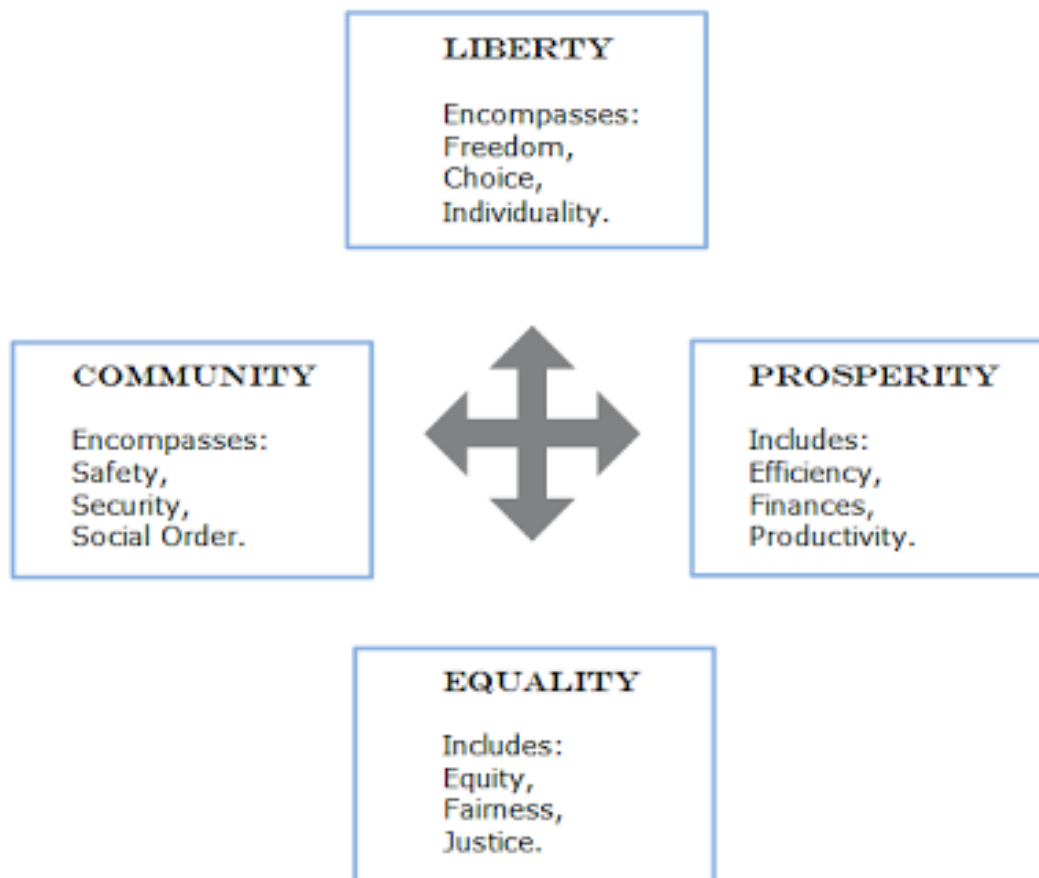 LIBERTY
Encompasses:
Freedom,
Choice,
Individuality.
COMMUNITY
Encompasses:
Safety,
Security,
Social Order.
PROSPERITY
Includes:
Efficiency,
Finances,
Productivity.
EQUALITY
Includes:
Equity,
Fairness,
Justice.